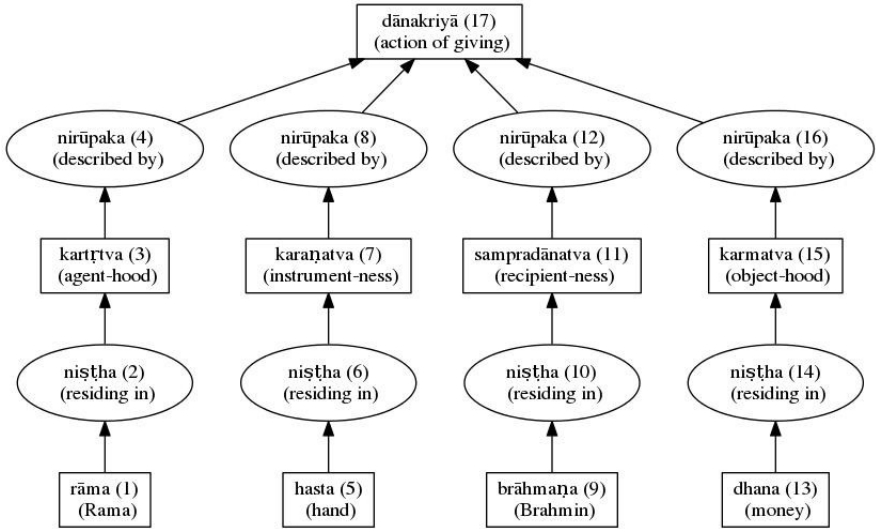 dānakriyā (17)
(action of giving)
nirūpaka (4)
(described by)
nirūpaka (8)
(described by)
nirūpaka (12)
(described by)
nirūpaka (16)
(described by)
kartṛtva (3)
(agent-hood)
karaṇatva (7)
(instrument-ness)
sampradānatva (11)
(recipient-ness)
karmatva (15)
(object-hood)
niṣṭha (2)
(residing in)
niṣṭha (6)
(residing in)
niṣṭha (10)
(residing in)
niṣṭha (14)
(residing in)
rāma (1)
(Rama)
hasta (5)
(hand)
brāhmaṇa (9)
(Brahmin)
dhana (13)
(money)